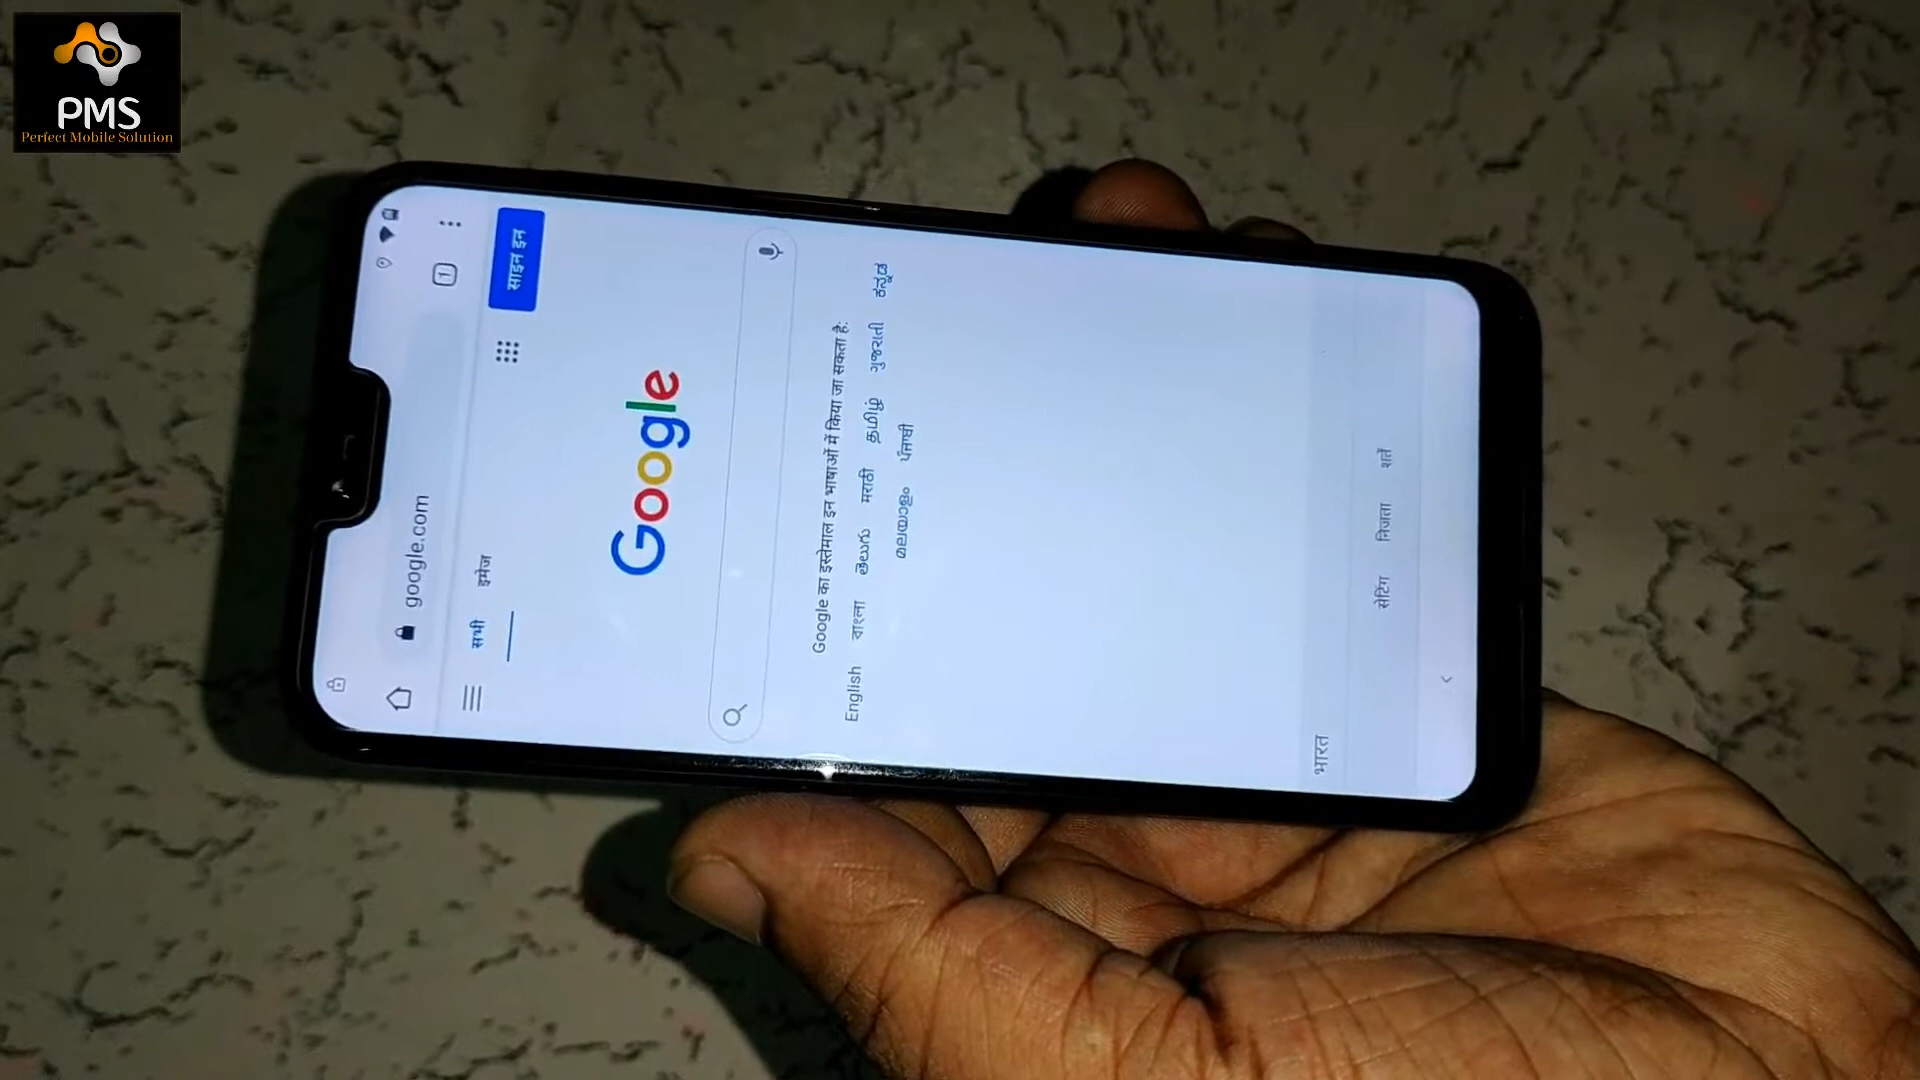 PMS
Perfect Mobile Solution
google.com
1
सभी इमेज
साइन इन
Google
Google का इस्तेमाल इन भाषाओं में किया जा सकता है:
English বাংলা తెలుగు मराठी தமிழ் ગુજરાતી ಕನ್ನಡ
മലയാളം ਪੰਜਾਬੀ
भारत
सेटिंग निजता शर्तें